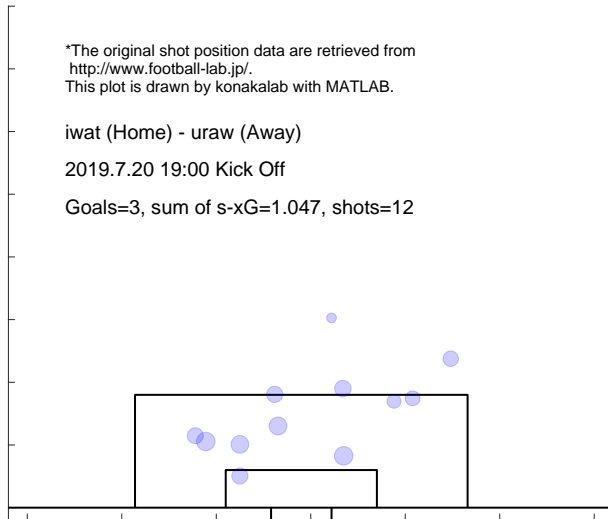 *The original shot position data are retrieved from
http://www.football-lab.jp/.
This plot is drawn by konakalab with MATLAB.
iwat (Home) - uraw (Away)
2019.7.20 19:00 Kick Off
Goals=3, sum of s-xG=1.047, shots=12